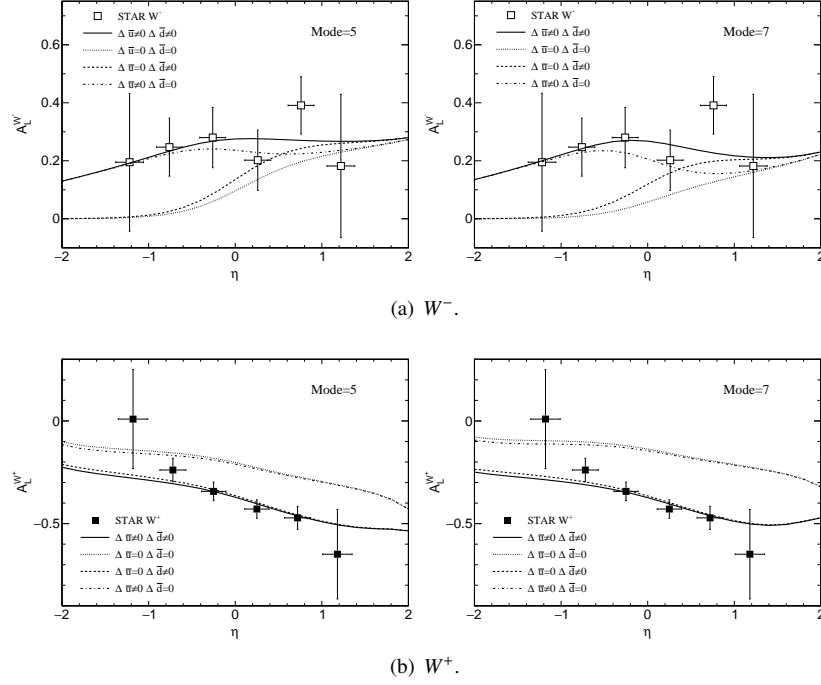 STAR W⁻
Δ u̅≠0 Δ d̅≠0
Δ u̅=0 Δ d̅=0
Δ u̅=0 Δ d̅≠0
Δ u̅≠0 Δ d̅=0
Mode=5
0.6
0.4
0.2
0
A_L^{W⁻}
−2 −1 0 1 2
η
STAR W⁻
Δ u̅≠0 Δ d̅≠0
Δ u̅=0 Δ d̅=0
Δ u̅=0 Δ d̅≠0
Δ u̅≠0 Δ d̅=0
Mode=7
0.6
0.4
0.2
0
A_L^{W⁻}
−2 −1 0 1 2
η
(a) W−.
Mode=5
0
−0.5
A_L^{W⁺}
STAR W⁺
Δ u̅≠0 Δ d̅≠0
Δ u̅=0 Δ d̅=0
Δ u̅=0 Δ d̅≠0
Δ u̅≠0 Δ d̅=0
−2 −1 0 1 2
η
Mode=7
0
−0.5
A_L^{W⁺}
STAR W⁺
Δ u̅≠0 Δ d̅≠0
Δ u̅=0 Δ d̅=0
Δ u̅=0 Δ d̅≠0
Δ u̅≠0 Δ d̅=0
−2 −1 0 1 2
η
(b) W+.